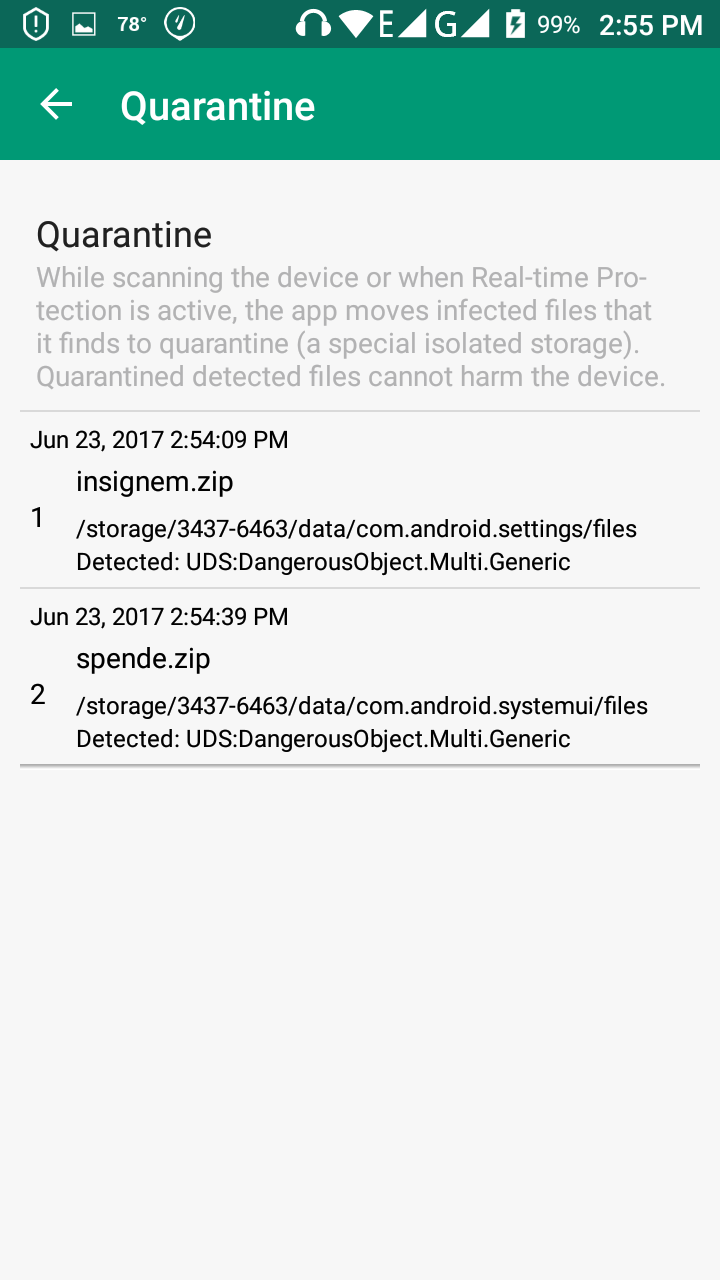 78° E G 99% 2:55 PM
Quarantine
Quarantine
While scanning the device or when Real-time Pro-
tection is active, the app moves infected files that
it finds to quarantine (a special isolated storage).
Quarantined detected files cannot harm the device.
Jun 23, 2017 2:54:09 PM
insignem.zip
1
/storage/3437-6463/data/com.android.settings/files
Detected: UDS:DangerousObject.Multi.Generic
Jun 23, 2017 2:54:39 PM
spende.zip
2
/storage/3437-6463/data/com.android.systemui/files
Detected: UDS:DangerousObject.Multi.Generic